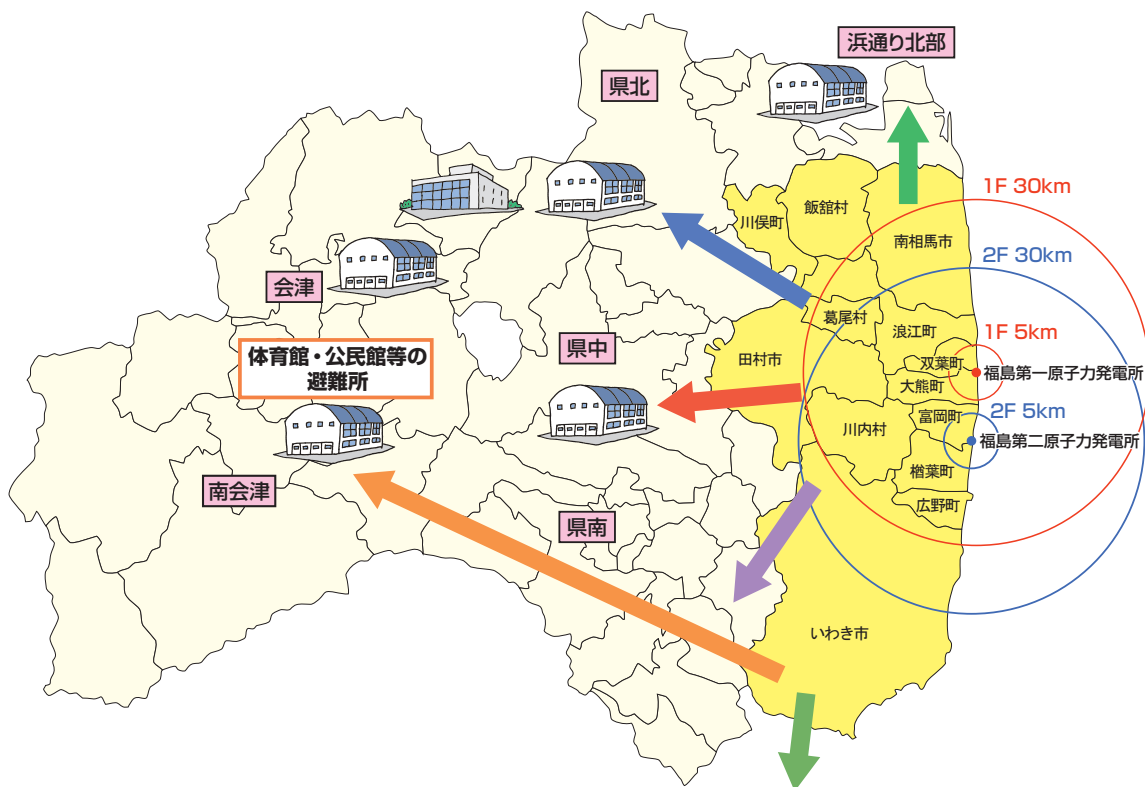 浜通り北部
県北
1F 30km
飯舘村
川俣町
南相馬市
2F 30km
会津
葛尾村
浪江町
1F 5km
体育館・公民館等の
避難所
県中
田村市
双葉町
福島第一原子力発電所
大熊町
2F 5km
富岡町
川内村
福島第二原子力発電所
楢葉町
南会津
広野町
県南
いわき市